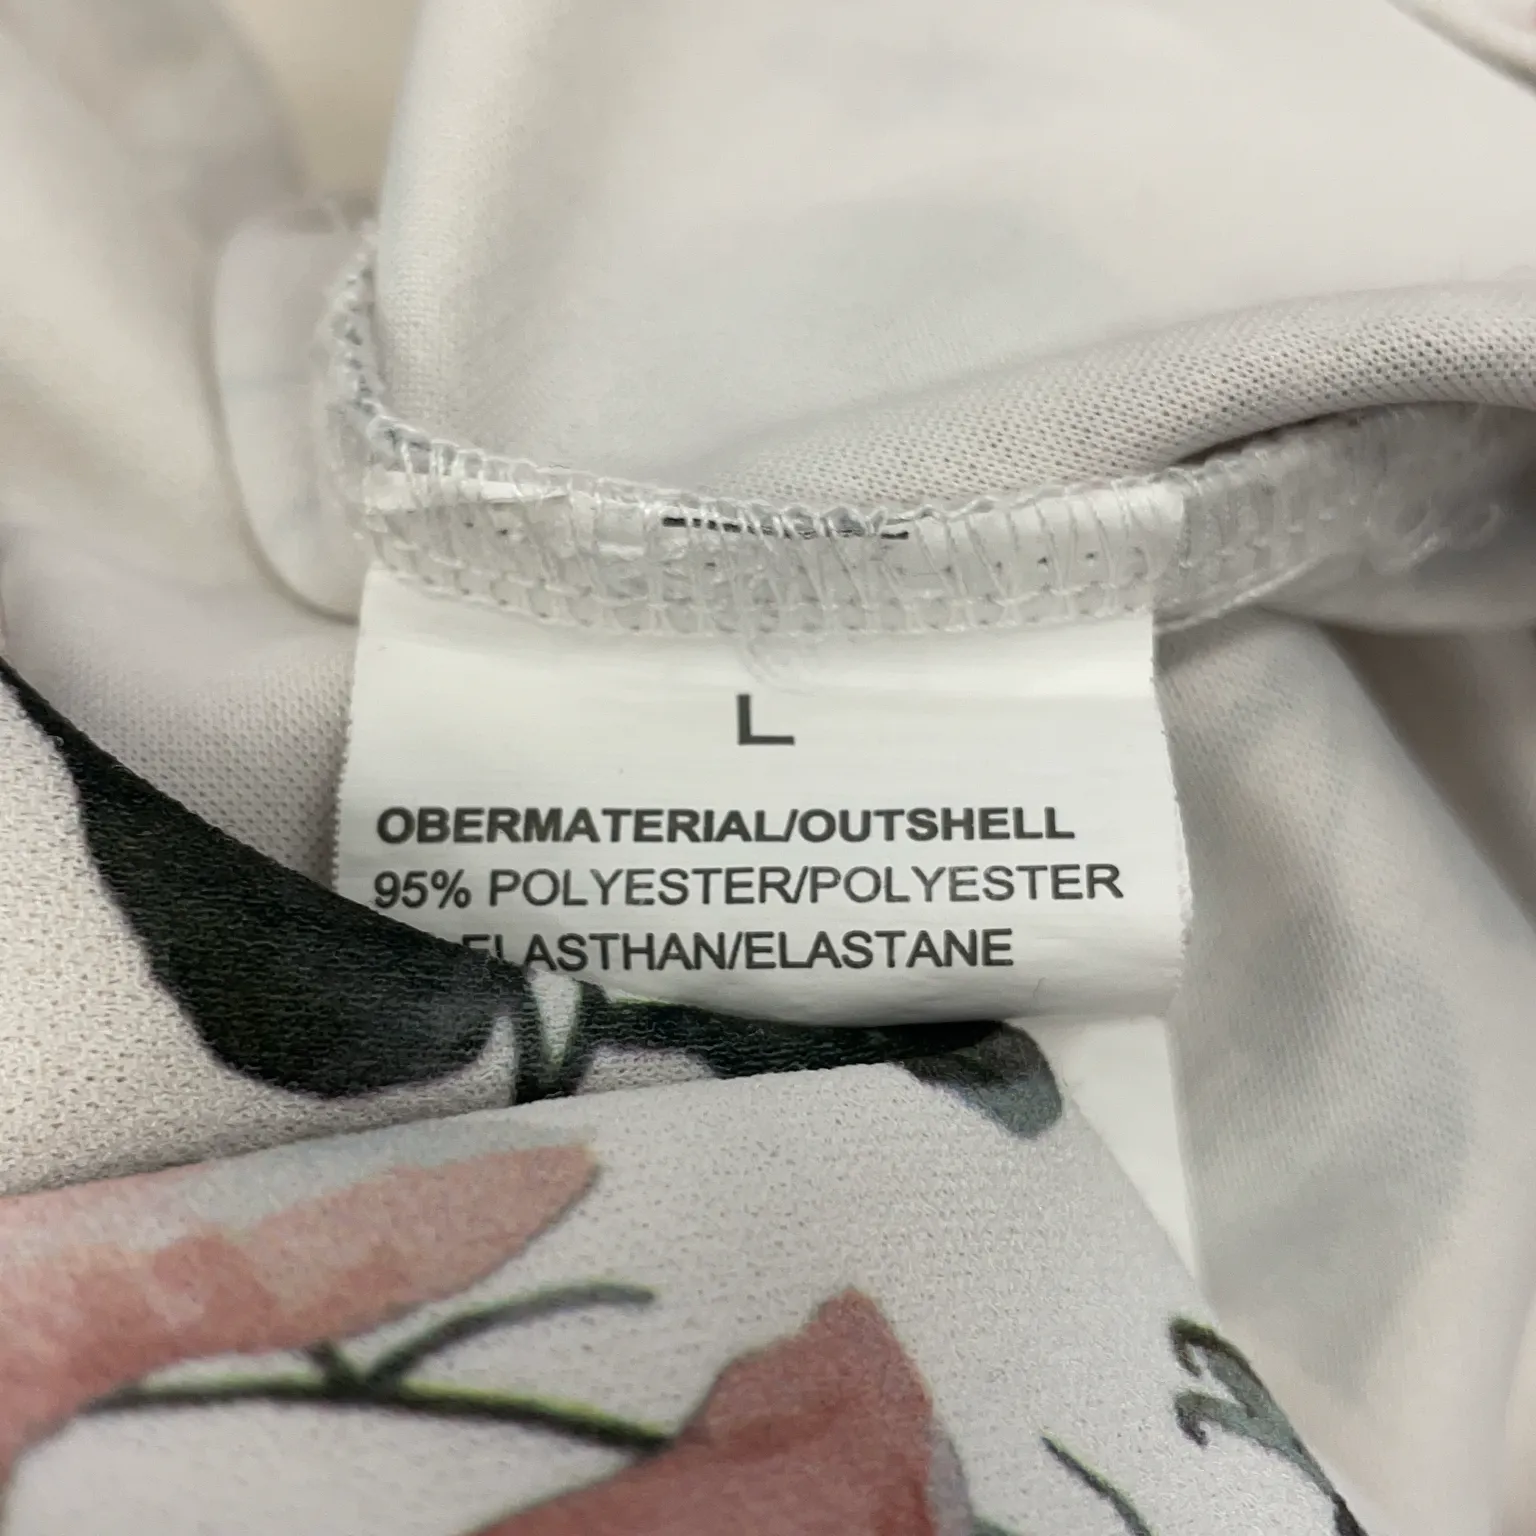 L
OBERMATERIAL/OUTSHELL
95% POLYESTER/POLYESTER
ELASTHAN/ELASTANE